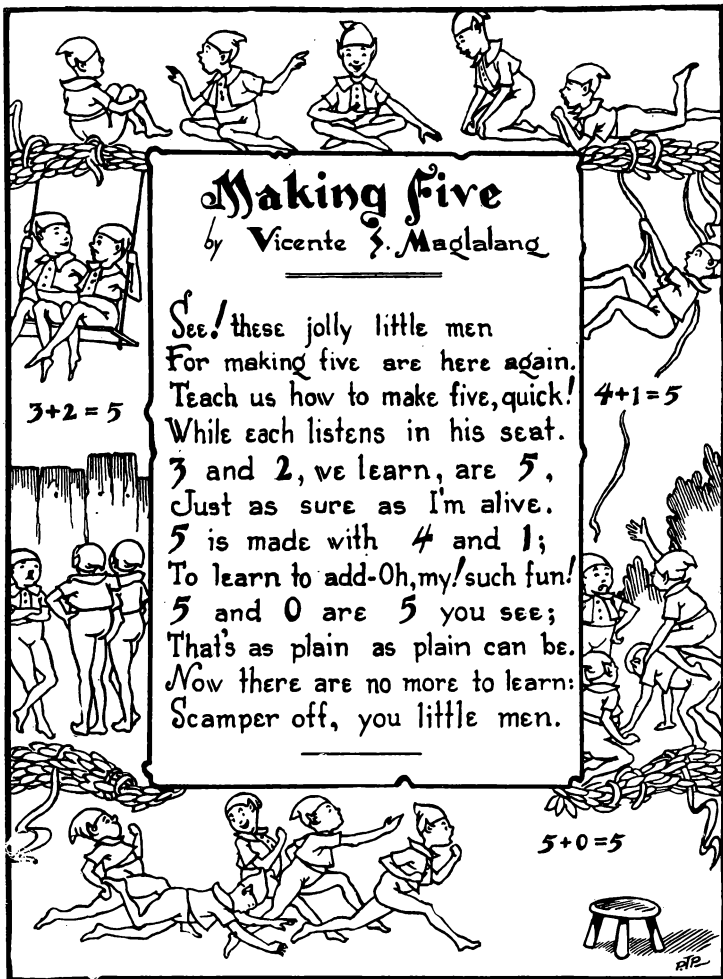 Making Five
by Vicente S. Maglalang
See! these jolly little men
For making five are here again.
Teach us how to make five, quick!
While each listens in his seat.
3 and 2, we learn, are 5,
Just as sure as I'm alive.
5 is made with 4 and 1;
To learn to add-Oh, my! such fun!
5 and 0 are 5 you see;
That's as plain as plain can be.
Now there are no more to learn:
Scamper off, you little men.
3+2=5
4+1=5
5+0=5